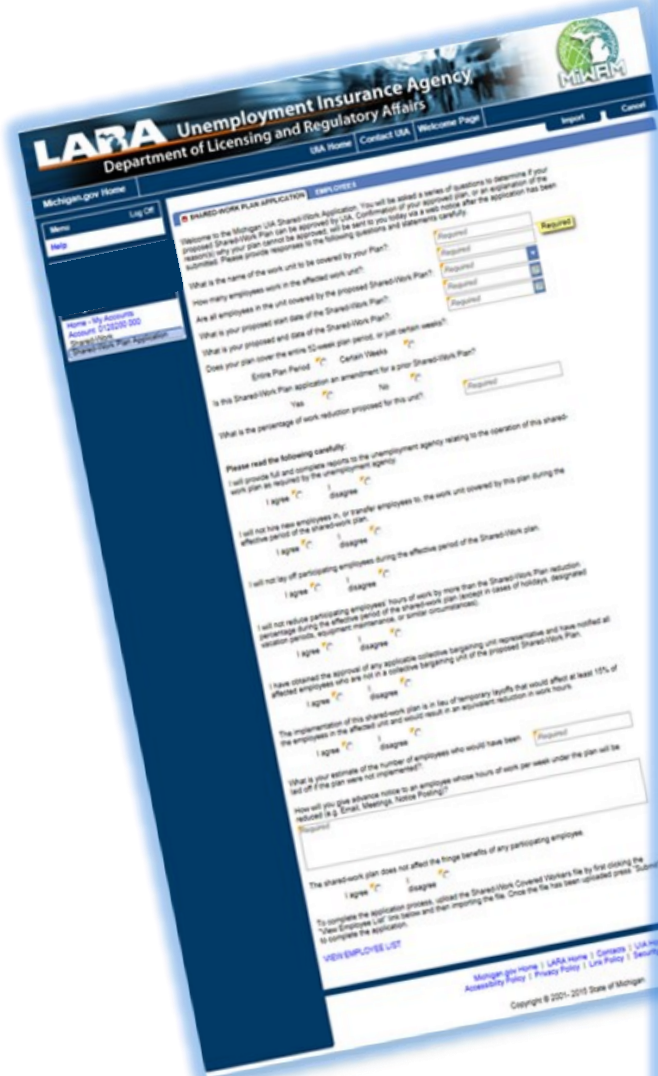 LARA
Unemployment Insurance Agency
Department of Licensing and Regulatory Affairs
MiWAM
UIA Home
Contact UIA
Welcome Page
Import
Cancel
Michigan.gov Home
Menu
Log Off
Help
Home - My Accounts
Account
Shared-Work
Shared-Work Plan Application
SHARED-WORK PLAN APPLICATION
EMPLOYEES
Welcome to the Michigan UIA Shared-Work Application. You will be asked a series of questions to determine if your
proposed Shared-Work Plan can be approved by UIA. Confirmation of your approved plan, or an explanation of the
reason(s) why your plan cannot be approved, will be sent to you today via a web notice after the application has been
submitted. Please provide responses to the following questions and statements carefully.
What is the name of the work unit to be covered by your Plan?:
Required
Required
How many employees work in the affected work unit?:
Required
Are all employees in the unit covered by the proposed Shared-Work Plan?:
Required
What is your proposed start date of the Shared-Work Plan?:
Required
What is your proposed end date of the Shared-Work Plan?:
Required
Does your plan cover the entire 52-week plan period, or just certain weeks?:
Entire Plan Period
Certain Weeks
Is this Shared-Work Plan application an amendment for a prior Shared-Work Plan?:
Yes
No
What is the percentage of work reduction proposed for this unit?:
Required
Please read the following carefully:
I will provide full and complete reports to the unemployment agency relating to the operation of this shared-
work plan as required by the unemployment agency.
I agree
I disagree
I will not hire new employees in, or transfer employees to, the work unit covered by this plan during the
effective period of the shared-work plan.
I agree
I disagree
I will not lay off participating employees during the effective period of the Shared-Work plan.
I agree
I disagree
I will not reduce participating employees' hours of work by more than the Shared-Work Plan reduction
percentage during the effective period of the shared-work plan (except in cases of holidays, designated
vacation periods, equipment maintenance, or similar circumstances).
I agree
I disagree
I have obtained the approval of any applicable collective bargaining unit representative and have notified all
affected employees who are not in a collective bargaining unit of the proposed Shared-Work Plan.
I agree
I disagree
The implementation of this shared-work plan is in lieu of temporary layoffs that would affect at least 15% of
the employees in the affected unit and would result in an equivalent reduction in work hours.
I agree
I disagree
What is your estimate of the number of employees who would have been
laid off if the plan were not implemented?:
Required
How will you give advance notice to an employee whose hours of work per week under the plan will be
reduced (e.g. Email, Meetings, Notice Posting)?:
Required
The shared-work plan does not affect the fringe benefits of any participating employee.
I agree
I disagree
To complete the application process, upload the Shared-Work Covered Workers file by first clicking the
"View Employee List" link below and then importing the file. Once the file has been uploaded press "Submit
to complete the application.
VIEW EMPLOYEE LIST
Michigan.gov Home | LARA Home | Contacts | UIA Ho
Accessibility Policy | Privacy Policy | Link Policy | Security
Copyright © 2001-2015 State of Michigan